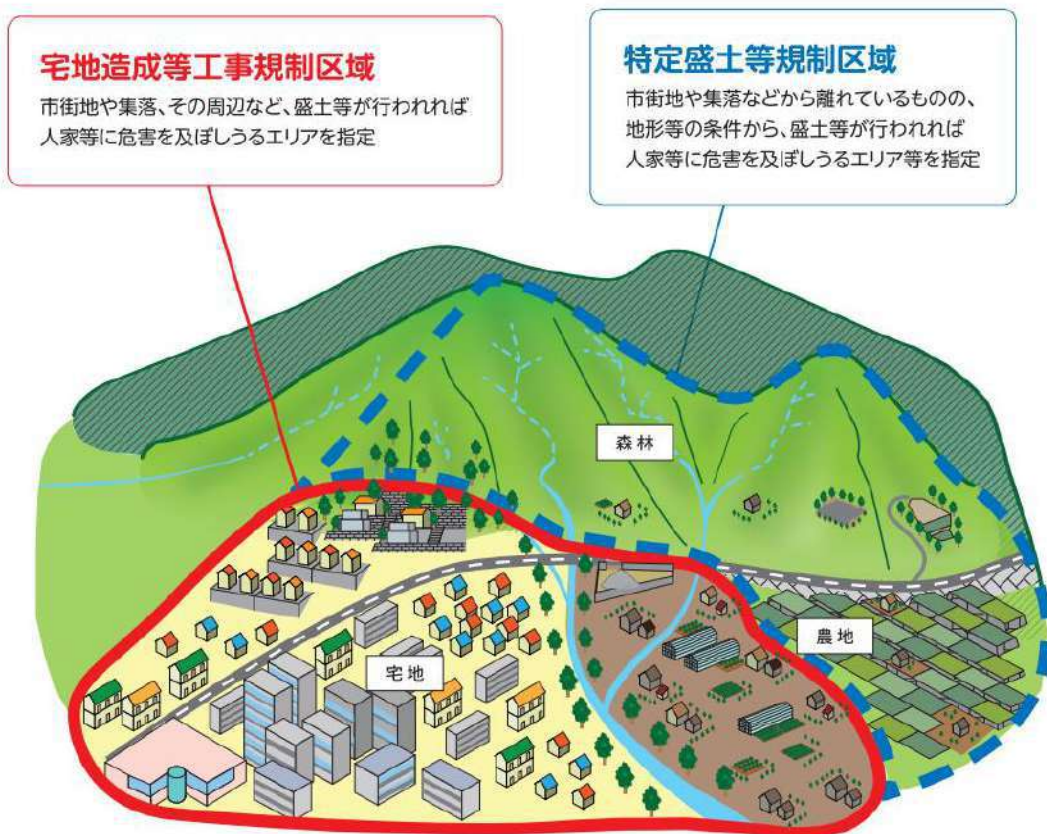 宅地造成等工事規制区域
市街地や集落、その周辺など、盛土等が行われれば
人家等に危害を及ぼしうるエリアを指定
特定盛土等規制区域
市街地や集落などから離れているものの、
地形等の条件から、盛土等が行われれば
人家等に危害を及ぼしうるエリア等を指定
森林
農地
宅地